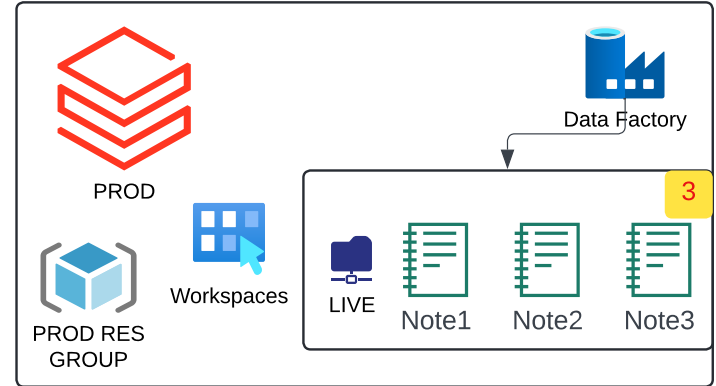 Data Factory
PROD
3
Workspaces
LIVE
Note1
Note2
Note3
PROD RES
GROUP